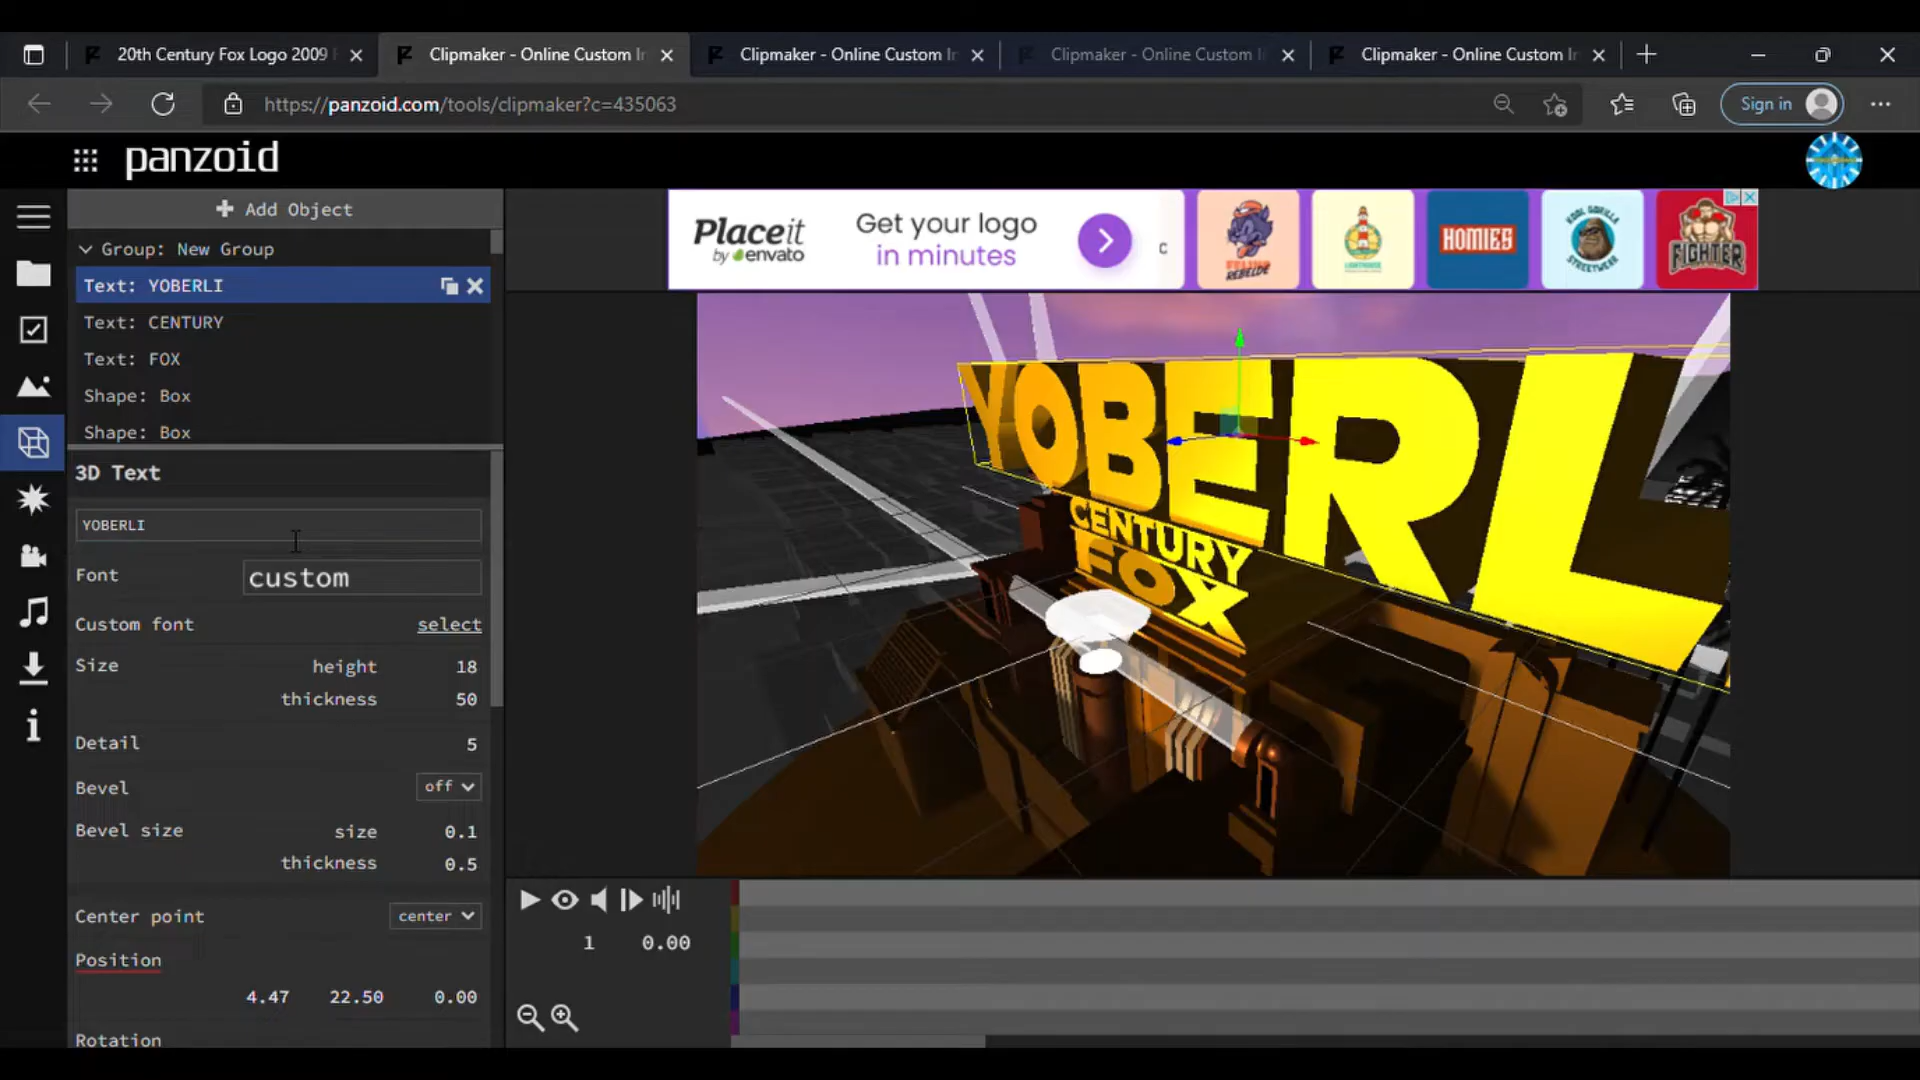 20th Century Fox Logo 2009
Clipmaker - Online Custom In
Clipmaker - Online Custom In
Clipmaker - Online Custom I
Clipmaker - Online Custom In
https://panzoid.com/tools/clipmaker?c=435063
Sign in
panzoid
Add Object
Group: New Group
Text: YOBERLI
Text: CENTURY
Text: FOX
Shape: Box
Shape: Box
3D Text
YOBERLI
Font custom
Custom font select
Size height 18
thickness 50
Detail 5
Bevel off
Bevel size size 0.1
thickness 0.5
Center point center
Position
4.47 22.50 0.00
Rotation
Placeit
by envato
Get your logo
in minutes
c
FELINO
REBELDE
HOMIES
KOOL GORILLA
STREETWEAR
FIGHTER
YOBERL
CENTURY
FOX
1 0.00